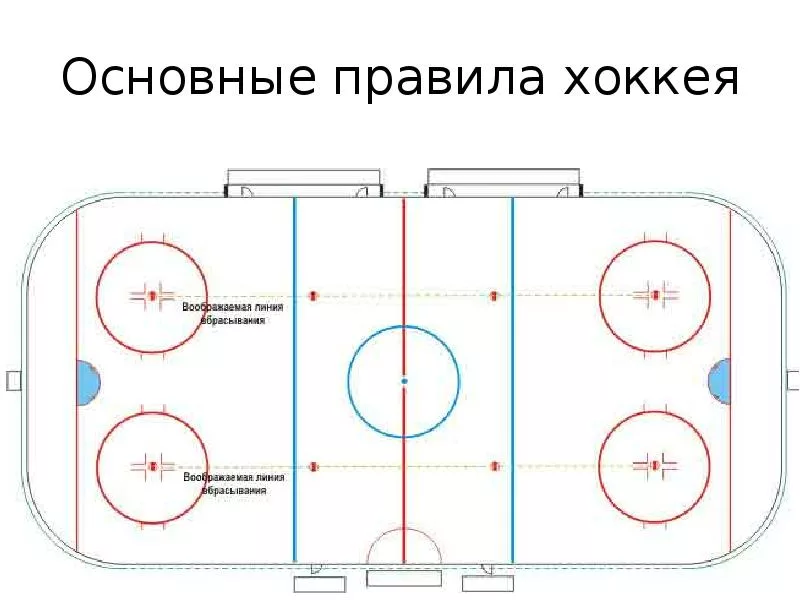 Основные правила хоккея
Воображаемая линия
вбрасывания
Воображаемая линия
вбрасывания